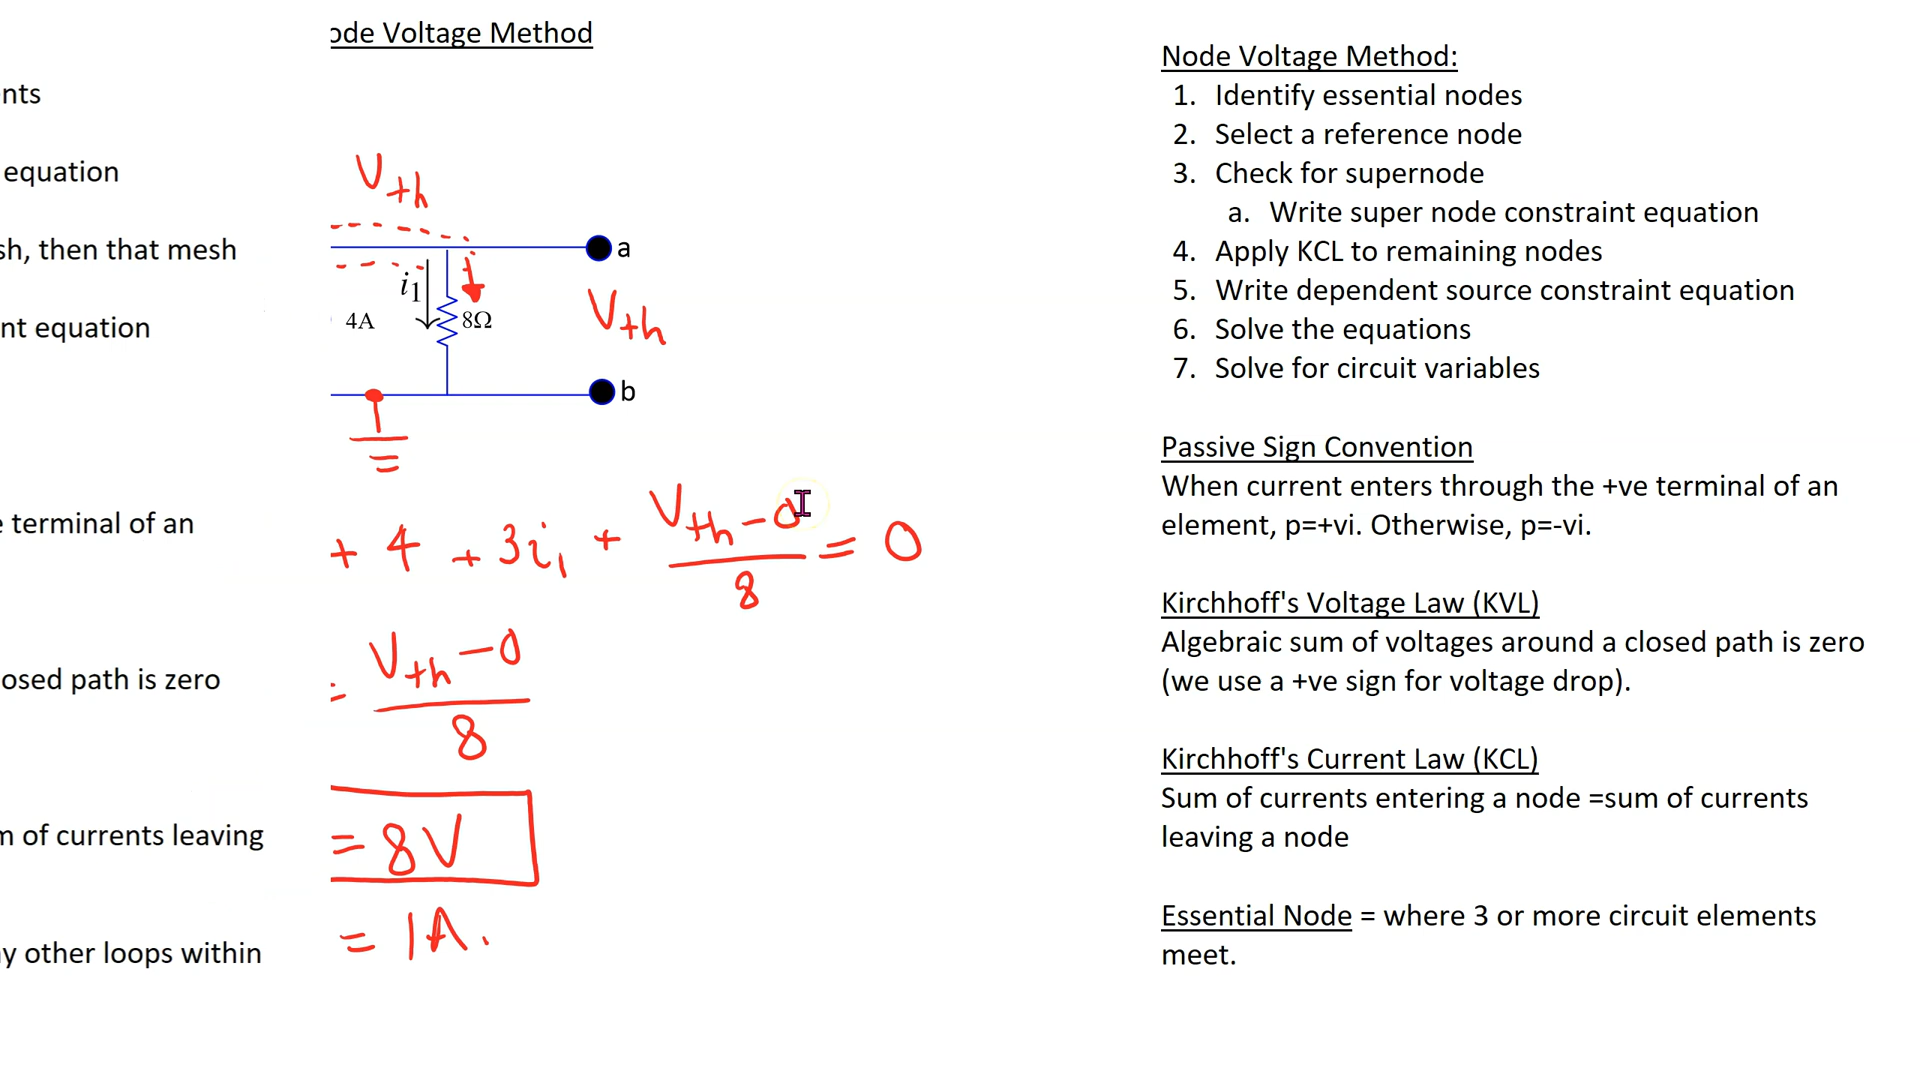 ode Voltage Method
nts
equation
sh, then that mesh
nt equation
e terminal of an
osed path is zero
m of currents leaving
y other loops within
V_th
i1
4A
8Ω
a
V_th
b
+ 4 + 3i₁ + (V_th − 0)/8 = 0
= (V_th − 0)/8
= 8V
= 1A.
Node Voltage Method:
1. Identify essential nodes
2. Select a reference node
3. Check for supernode
a. Write super node constraint equation
4. Apply KCL to remaining nodes
5. Write dependent source constraint equation
6. Solve the equations
7. Solve for circuit variables
Passive Sign Convention
When current enters through the +ve terminal of an
element, p=+vi. Otherwise, p=-vi.
Kirchhoff's Voltage Law (KVL)
Algebraic sum of voltages around a closed path is zero
(we use a +ve sign for voltage drop).
Kirchhoff's Current Law (KCL)
Sum of currents entering a node =sum of currents
leaving a node
Essential Node = where 3 or more circuit elements
meet.